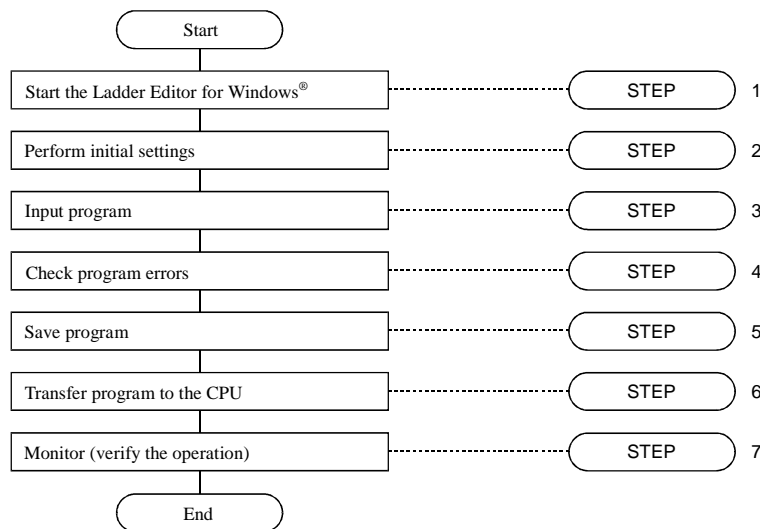 Start
Start the Ladder Editor for Windows® STEP 1
Perform initial settings STEP 2
Input program STEP 3
Check program errors STEP 4
Save program STEP 5
Transfer program to the CPU STEP 6
Monitor (verify the operation) STEP 7
End